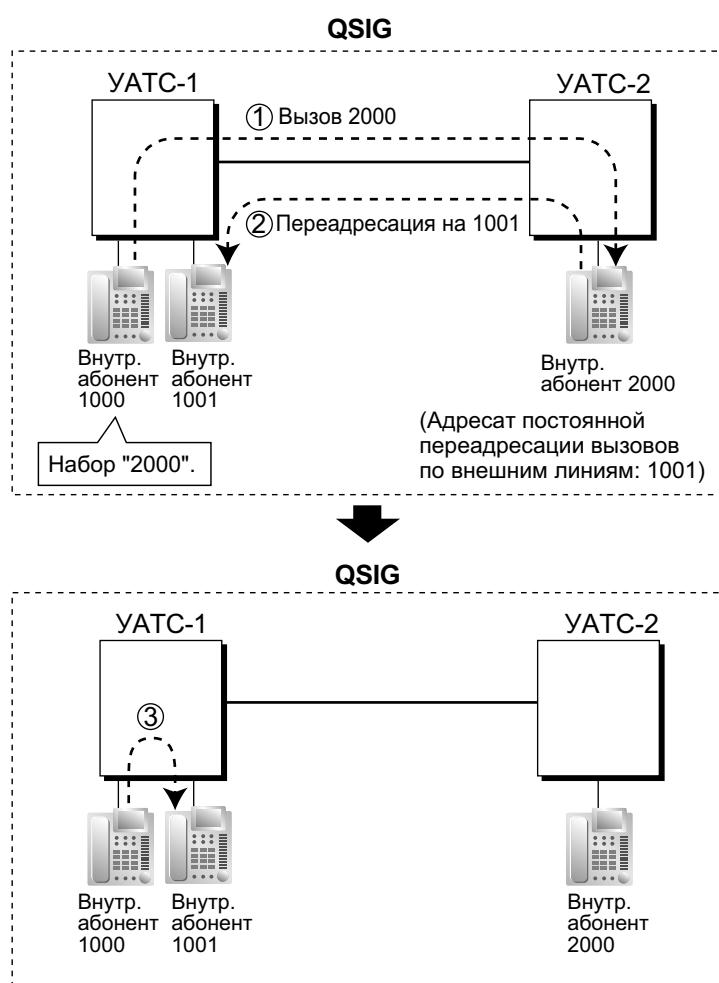 QSIG
УАТС-1
УАТС-2
① Вызов 2000
② Переадресация на 1001
Внутр.
абонент
1000
Внутр.
абонент
1001
Внутр.
абонент 2000
Набор "2000".
(Адресат постоянной
переадресации вызовов
по внешним линиям: 1001)
QSIG
УАТС-1
УАТС-2
③
Внутр.
абонент
1000
Внутр.
абонент
1001
Внутр.
абонент
2000